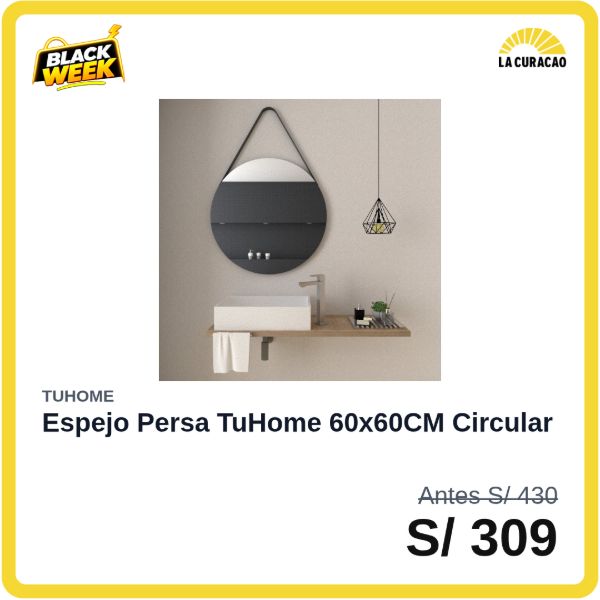 BLACK
WEEK
LA CURACAO
TUHOME
Espejo Persa TuHome 60x60CM Circular
Antes S/ 430
S/ 309